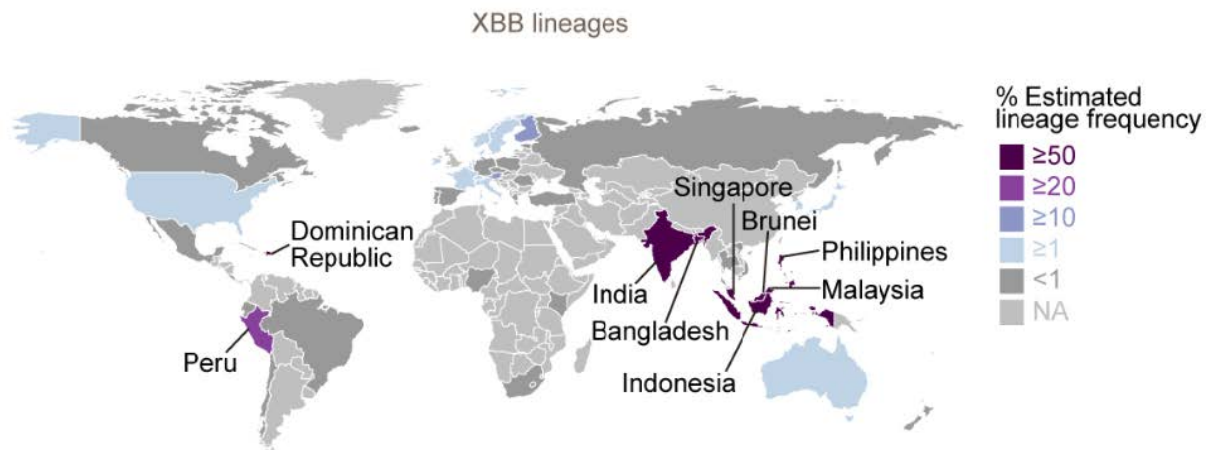 XBB lineages
% Estimated
lineage frequency
≥50
≥20
≥10
≥1
<1
NA
Singapore
Brunei
Dominican
Republic
Philippines
India
Malaysia
Bangladesh
Peru
Indonesia